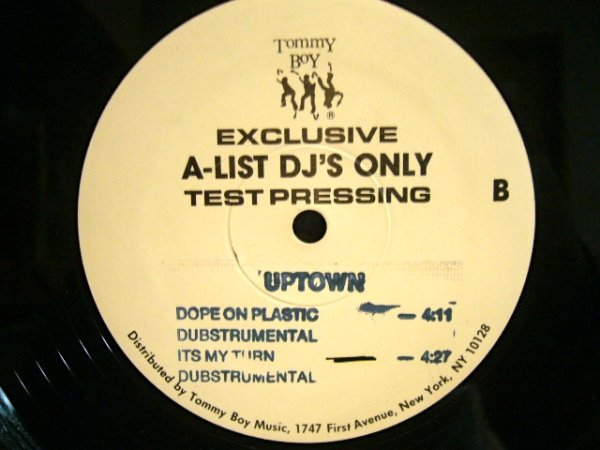 Tommy
Boy
®
EXCLUSIVE
A-LIST DJ'S ONLY
TEST PRESSING
B
UPTOWN
DOPE ON PLASTIC — 4:11
DUBSTRUMENTAL
ITS MY TURN — 4:27
DUBSTRUMENTAL
Distributed by Tommy Boy Music, 1747 First Avenue, New York, NY 10128